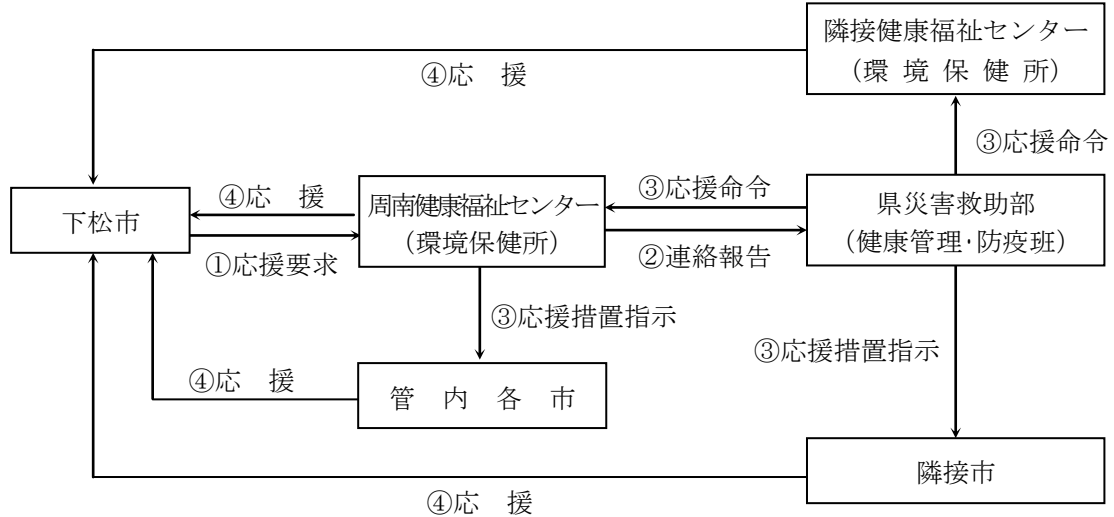 隣接健康福祉センター
（環 境 保 健 所）
④応　援
③応援命令
下松市
④応　援
①応援要求
周南健康福祉センター
（環境保健所）
③応援命令
②連絡報告
県災害救助部
（健康管理・防疫班）
③応援措置指示
③応援措置指示
④応　援
管　内　各　市
隣接市
④応　援